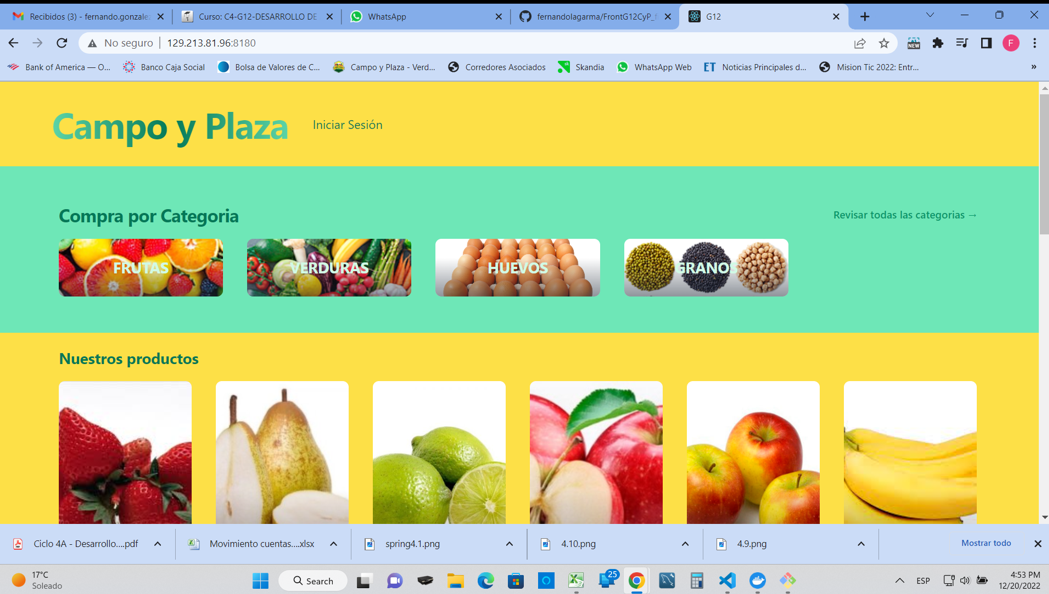 Recibidos (3) - fernando.gonzale
Curso: C4-G12-DESARROLLO DE
WhatsApp
fernandolagarma/FrontG12CyP_
G12
No seguro
129.213.81.96:8180
F
Bank of America — O...
Banco Caja Social
Bolsa de Valores de C...
Campo y Plaza - Verd...
Corredores Asociados
Skandia
WhatsApp Web
ET Noticias Principales d...
Mision Tic 2022: Entr...
»
Campo y Plaza
Iniciar Sesión
Compra por Categoria
Revisar todas las categorias →
FRUTAS
VERDURAS
HUEVOS
GRANOS
Nuestros productos
Ciclo 4A - Desarrollo....pdf
Movimiento cuentas....xlsx
spring4.1.png
4.10.png
4.9.png
Mostrar todo
17°C
Soleado
Search
25
ESP
4:53 PM
12/20/2022